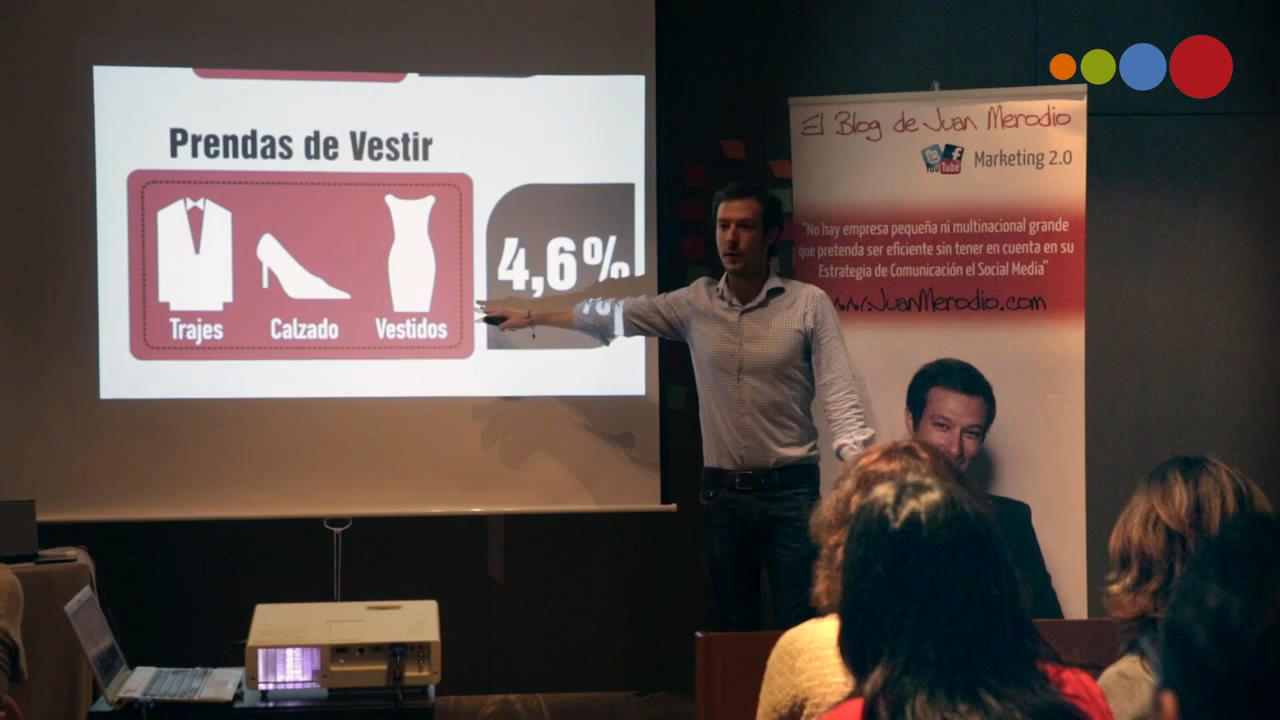 Prendas de Vestir
Trajes
Calzado
Vestidos
4,6%
El Blog de Juan Merodio
You Tube
f
Marketing 2.0
"No hay empresa pequeña ni multinacional grande
que pretenda ser eficiente sin tener en cuenta en su
Estrategia de Comunicación el Social Media"
www.JuanMerodio.com